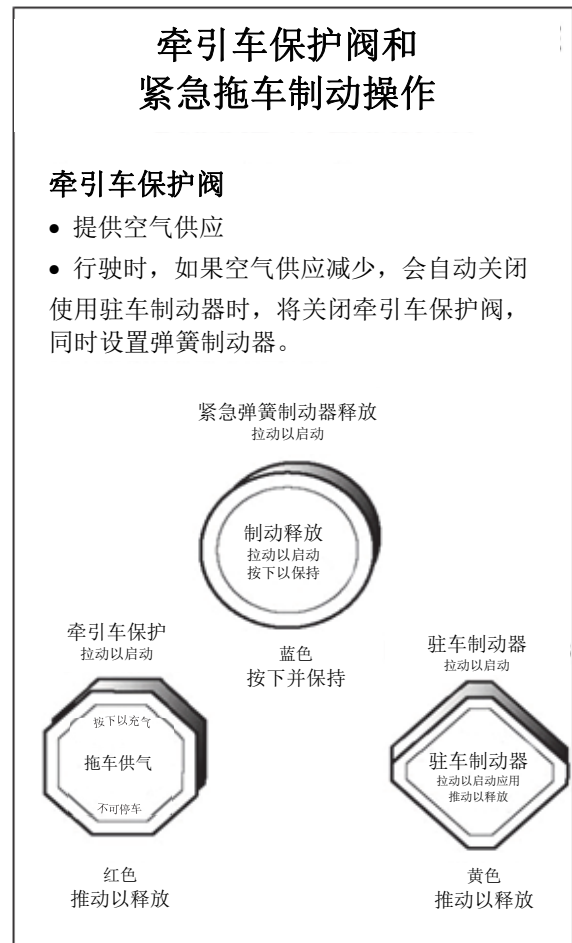 牵引车保护阀和
紧急拖车制动操作
牵引车保护阀
• 提供空气供应
• 行驶时，如果空气供应减少，会自动关闭
使用驻车制动器时，将关闭牵引车保护阀，
同时设置弹簧制动器。
紧急弹簧制动器释放
拉动以启动
制动释放
拉动以启动
按下以保持
蓝色
按下并保持
牵引车保护
拉动以启动
按下以充气
拖车供气
不可停车
红色
推动以释放
驻车制动器
拉动以启动
驻车制动器
拉动以启动应用
推动以释放
黄色
推动以释放